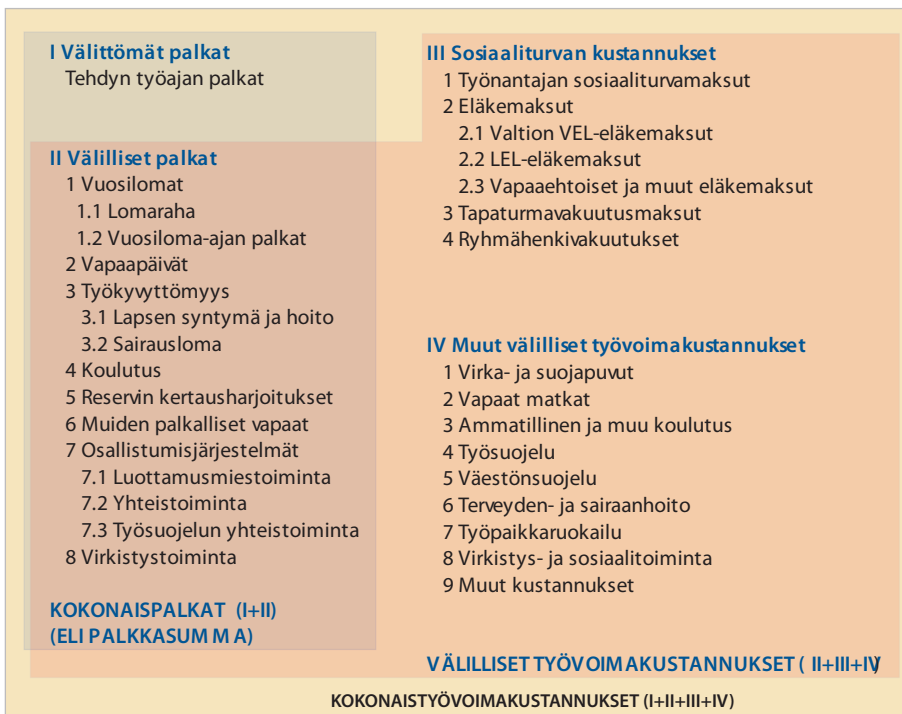 I Välittömät palkat
Tehdyn työajan palkat
II Välilliset palkat
1 Vuosilomat
1.1 Lomaraha
1.2 Vuosiloma-ajan palkat
2 Vapaapäivät
3 Työkyvyttömyys
3.1 Lapsen syntymä ja hoito
3.2 Sairausloma
4 Koulutus
5 Reservin kertausharjoitukset
6 Muiden palkalliset vapaat
7 Osallistumisjärjestelmät
7.1 Luottamusmiestoiminta
7.2 Yhteistoiminta
7.3 Työsuojelun yhteistoiminta
8 Virkistystoiminta
KOKONAISPALKAT (I+II)
(ELI PALKKASUMMA)
III Sosiaaliturvan kustannukset
1 Työnantajan sosiaaliturvamaksut
2 Eläkemaksut
2.1 Valtion VEL-eläkemaksut
2.2 LEL-eläkemaksut
2.3 Vapaaehtoiset ja muut eläkemaksut
3 Tapaturmavakuutusmaksut
4 Ryhmähenkivakuutukset
IV Muut välilliset työvoimakustannukset
1 Virka- ja suojapuvut
2 Vapaat matkat
3 Ammatillinen ja muu koulutus
4 Työsuojelu
5 Väestönsuojelu
6 Terveyden- ja sairaanhoito
7 Työpaikkaruokailu
8 Virkistys- ja sosiaalitoiminta
9 Muut kustannukset
VÄLILLISET TYÖVOIMAKUSTANNUKSET ( II+III+IV)
KOKONAISTYÖVOIMAKUSTANNUKSET (I+II+III+IV)